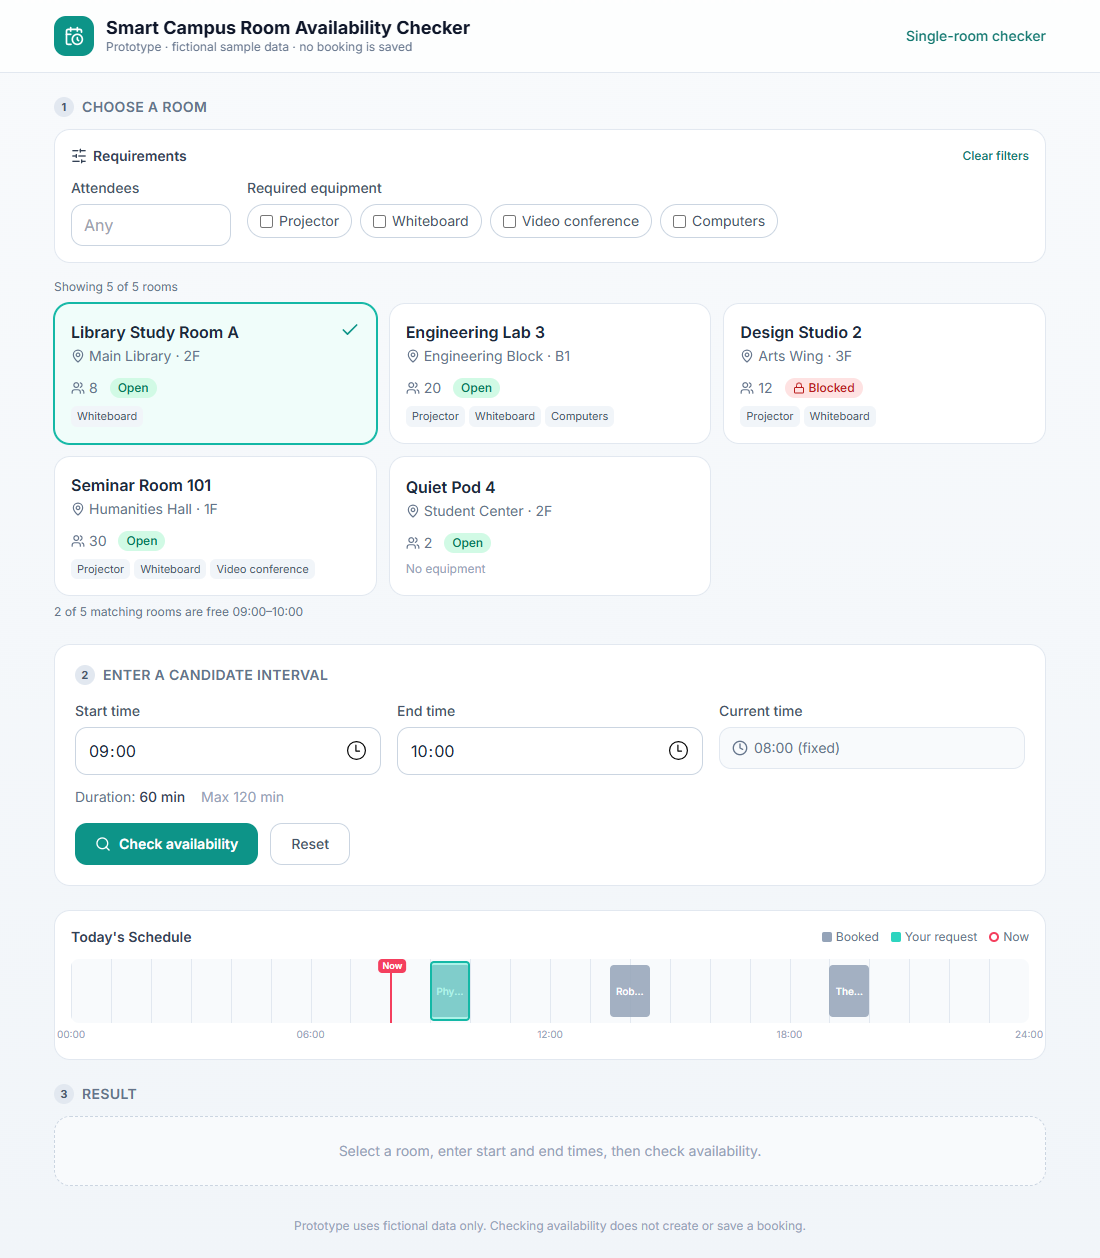 Smart Campus Room Availability Checker
Prototype · fictional sample data · no booking is saved
Single-room checker
1 CHOOSE A ROOM
Requirements
Clear filters
Attendees
Required equipment
Any
Projector
Whiteboard
Video conference
Computers
Showing 5 of 5 rooms
Library Study Room A
Main Library · 2F
8 Open
Whiteboard
Engineering Lab 3
Engineering Block · B1
20 Open
Projector Whiteboard Computers
Design Studio 2
Arts Wing · 3F
12 Blocked
Projector Whiteboard
Seminar Room 101
Humanities Hall · 1F
30 Open
Projector Whiteboard Video conference
Quiet Pod 4
Student Center · 2F
2 Open
No equipment
2 of 5 matching rooms are free 09:00–10:00
2 ENTER A CANDIDATE INTERVAL
Start time
End time
Current time
09:00
10:00
08:00 (fixed)
Duration: 60 min Max 120 min
Check availability
Reset
Today's Schedule
Booked Your request Now
Now
Phy...
Rob...
The...
00:00 06:00 12:00 18:00 24:00
3 RESULT
Select a room, enter start and end times, then check availability.
Prototype uses fictional data only. Checking availability does not create or save a booking.